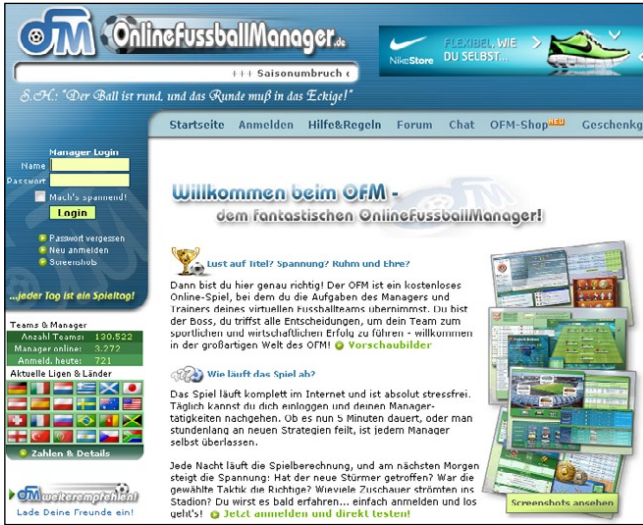 OFM OnlineFussballManager.de
NikeStore
FLEXIBEL, WIE
DU SELBST...
+++ Saisonumbruch
S.H.: "Der Ball ist rund, und das Runde muß in das Eckige!"
Startseite Anmelden Hilfe&Regeln Forum Chat OFM-Shop NEU Geschenkg
Manager Login
Name
Passwort
Mach's spannend!
Login
Passwort vergessen
Neu anmelden
Screenshots
...jeder Tag ist ein Spieltag!
Teams & Manager
Anzahl Teams: 130.522
Manager online: 3.272
Anmeld. heute: 721
Aktuelle Ligen & Länder
Zahlen & Details
OFM weiterempfehlen!
Lade Deine Freunde ein!
Willkommen beim OFM -
dem fantastischen OnlineFussballManager!
Lust auf Titel? Spannung? Ruhm und Ehre?
Dann bist du hier genau richtig! Der OFM ist ein kostenloses
Online-Spiel, bei dem du die Aufgaben des Managers und
Trainers deines virtuellen Fussballteams übernimmst. Du bist
der Boss, du triffst alle Entscheidungen, um dein Team zum
sportlichen und wirtschaftlichen Erfolg zu führen - willkommen
in der großartigen Welt des OFM! Vorschaubilder
Wie läuft das Spiel ab?
Das Spiel läuft komplett im Internet und ist absolut stressfrei.
Täglich kannst du dich einloggen und deinen Manager-
tätigkeiten nachgehen. Ob es nun 5 Minuten dauert, oder man
stundenlang an neuen Strategien feilt, ist jedem Manager
selbst überlassen.
Jede Nacht läuft die Spielberechnung, und am nächsten Morgen
steigt die Spannung: Hat der neue Stürmer getroffen? War die
gewählte Taktik die Richtige? Wieviele Zuschauer strömten ins
Stadion? Du wirst es bald erfahren... einfach anmelden und los
geht's! Jetzt anmelden und direkt testen!
Screenshots ansehen